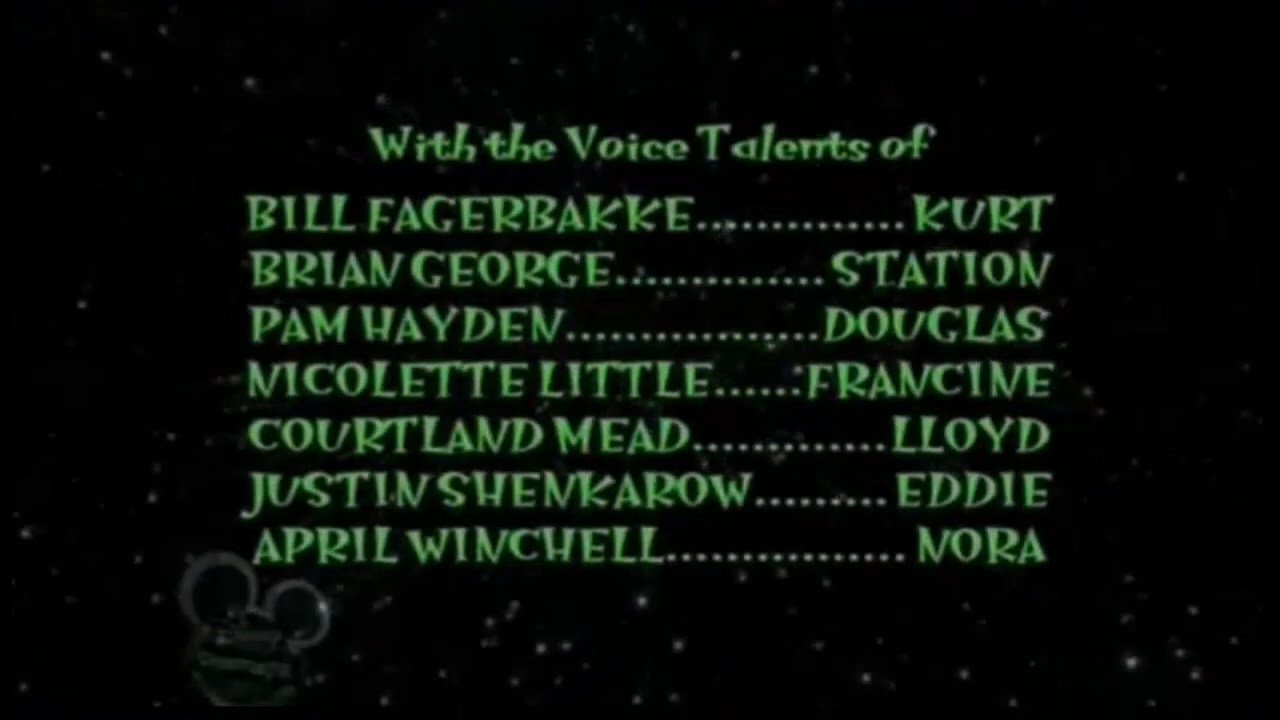 With the Voice Talents of
BILL FAGERBAKKE.............. KURT
BRIAN GEORGE............. STATION
PAM HAYDEN................DOUGLAS
NICOLETTE LITTLE......FRANCINE
COURTLAND MEAD............. LLOYD
JUSTIN SHENKAROW......... EDDIE
APRIL WINCHELL................ NORA